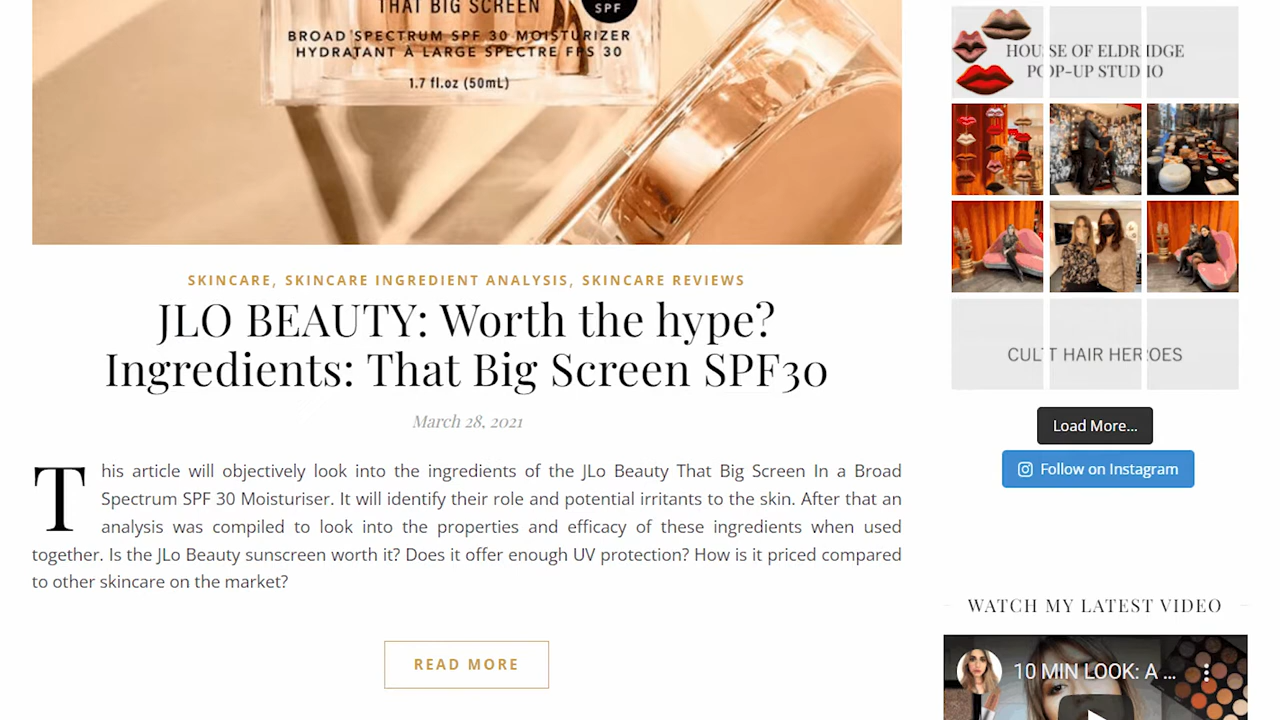 THAT BIG SCREEN
SPF
BROAD SPECTRUM SPF 30 MOISTURIZER
HYDRATANT À LARGE SPECTRE FPS 30
1.7 fl.oz (50mL)
SKINCARE, SKINCARE INGREDIENT ANALYSIS, SKINCARE REVIEWS
JLO BEAUTY: Worth the hype?
Ingredients: That Big Screen SPF30
March 28, 2021
This article will objectively look into the ingredients of the JLo Beauty That Big Screen In a Broad
Spectrum SPF 30 Moisturiser. It will identify their role and potential irritants to the skin. After that an
analysis was compiled to look into the properties and efficacy of these ingredients when used
together. Is the JLo Beauty sunscreen worth it? Does it offer enough UV protection? How is it priced compared
to other skincare on the market?
READ MORE
HOUSE OF ELDRIDGE
POP-UP STUDIO
CULT HAIR HEROES
Load More...
Follow on Instagram
WATCH MY LATEST VIDEO
10 MIN LOOK: A ...